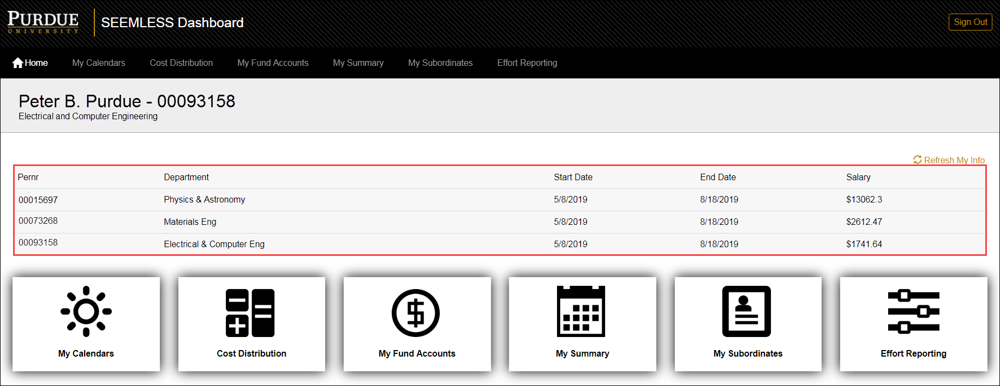 PURDUE
UNIVERSITY
SEEMLESS Dashboard
Sign Out
Home My Calendars Cost Distribution My Fund Accounts My Summary My Subordinates Effort Reporting
Peter B. Purdue - 00093158
Electrical and Computer Engineering
Refresh My Info
Pernr Department Start Date End Date Salary
00015697 Physics & Astronomy 5/8/2019 8/18/2019 $13062.3
00073268 Materials Eng 5/8/2019 8/18/2019 $2612.47
00093158 Electrical & Computer Eng 5/8/2019 8/18/2019 $1741.64
My Calendars Cost Distribution My Fund Accounts My Summary My Subordinates Effort Reporting